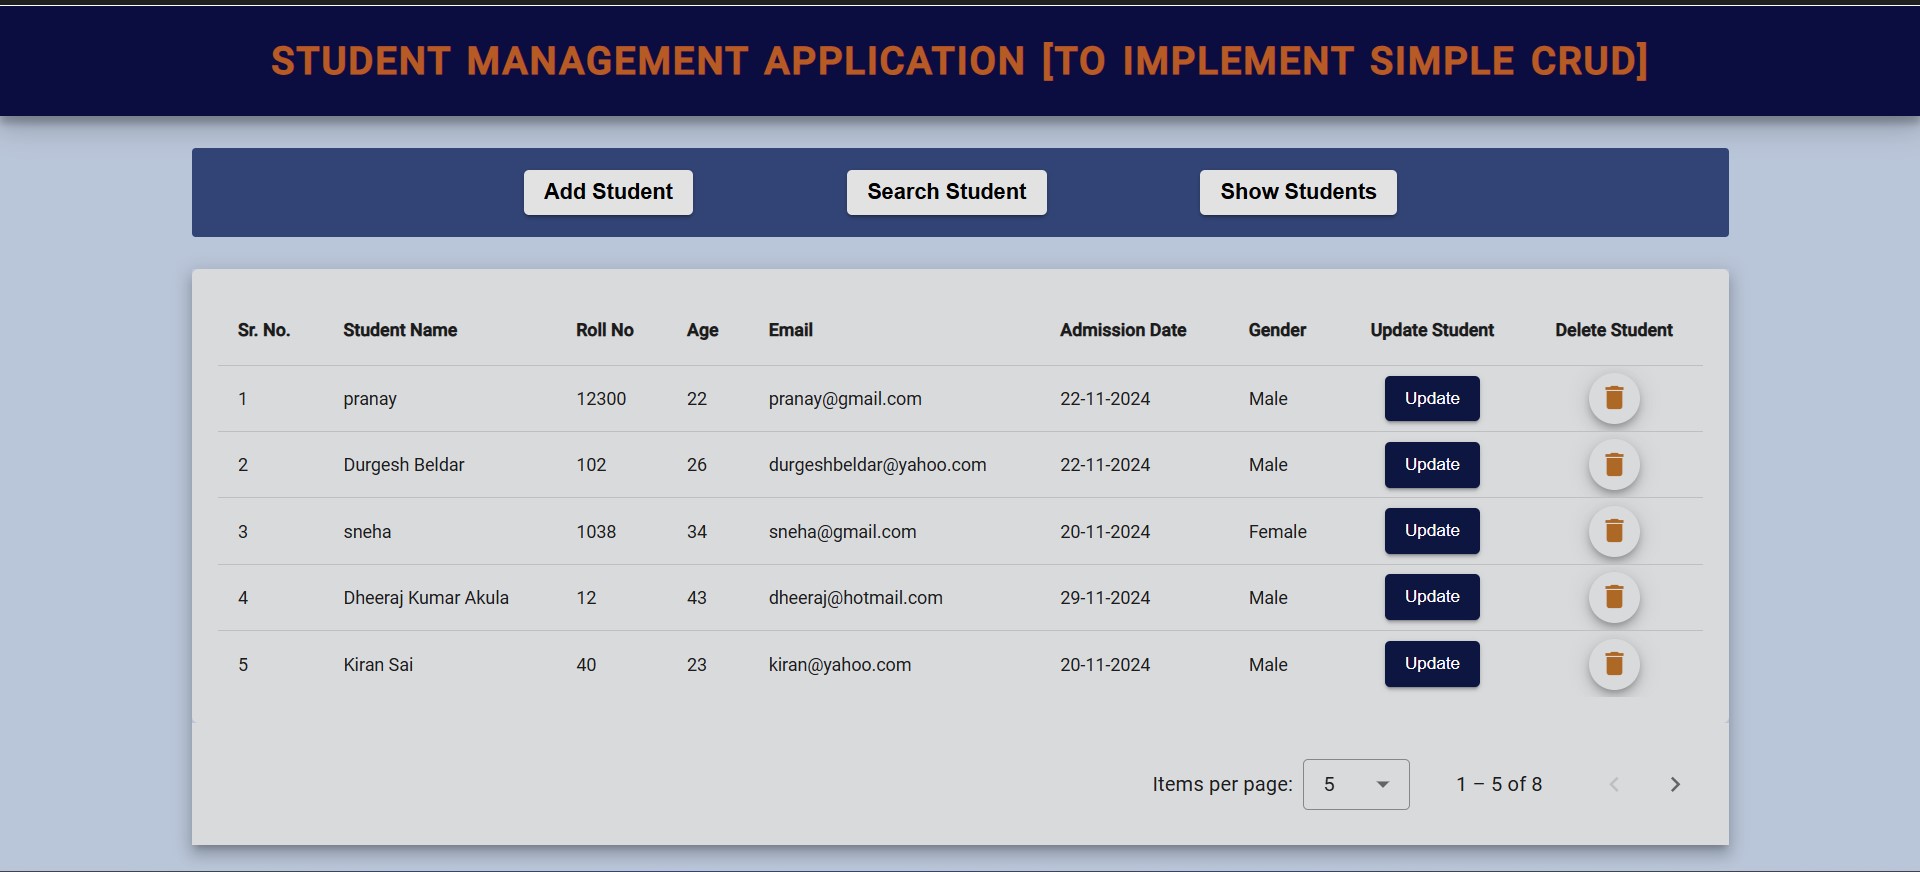 STUDENT MANAGEMENT APPLICATION [TO IMPLEMENT SIMPLE CRUD]
Add Student Search Student Show Students
Sr. No. Student Name Roll No Age Email Admission Date Gender Update Student Delete Student
1 pranay 12300 22 pranay@gmail.com 22-11-2024 Male Update
2 Durgesh Beldar 102 26 durgeshbeldar@yahoo.com 22-11-2024 Male Update
3 sneha 1038 34 sneha@gmail.com 20-11-2024 Female Update
4 Dheeraj Kumar Akula 12 43 dheeraj@hotmail.com 29-11-2024 Male Update
5 Kiran Sai 40 23 kiran@yahoo.com 20-11-2024 Male Update
Items per page: 5 1 – 5 of 8